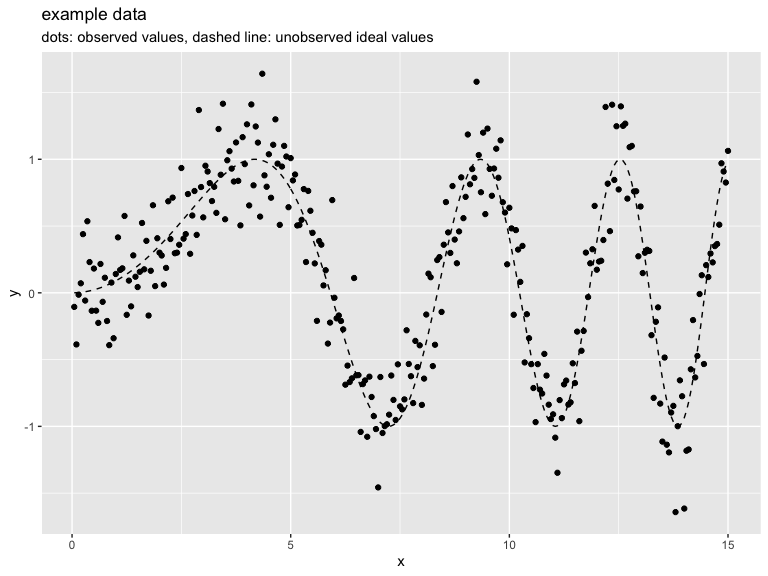 example data
dots: observed values, dashed line: unobserved ideal values
1
0
-1
y
0 5 10 15
x